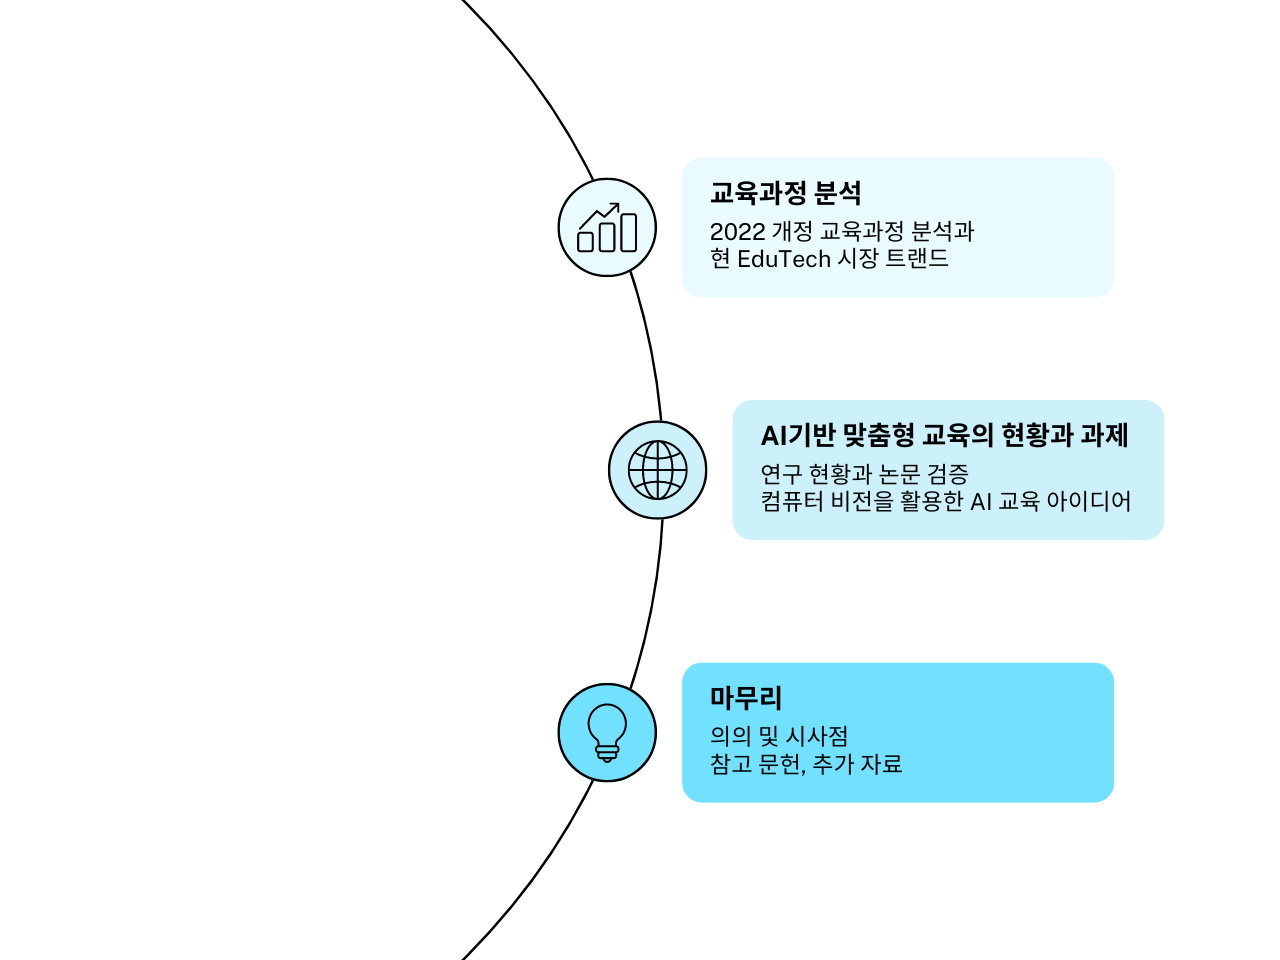 교육과정 분석
2022 개정 교육과정 분석과
현 EduTech 시장 트랜드
AI기반 맞춤형 교육의 현황과 과제
연구 현황과 논문 검증
컴퓨터 비전을 활용한 AI 교육 아이디어
마무리
의의 및 시사점
참고 문헌, 추가 자료